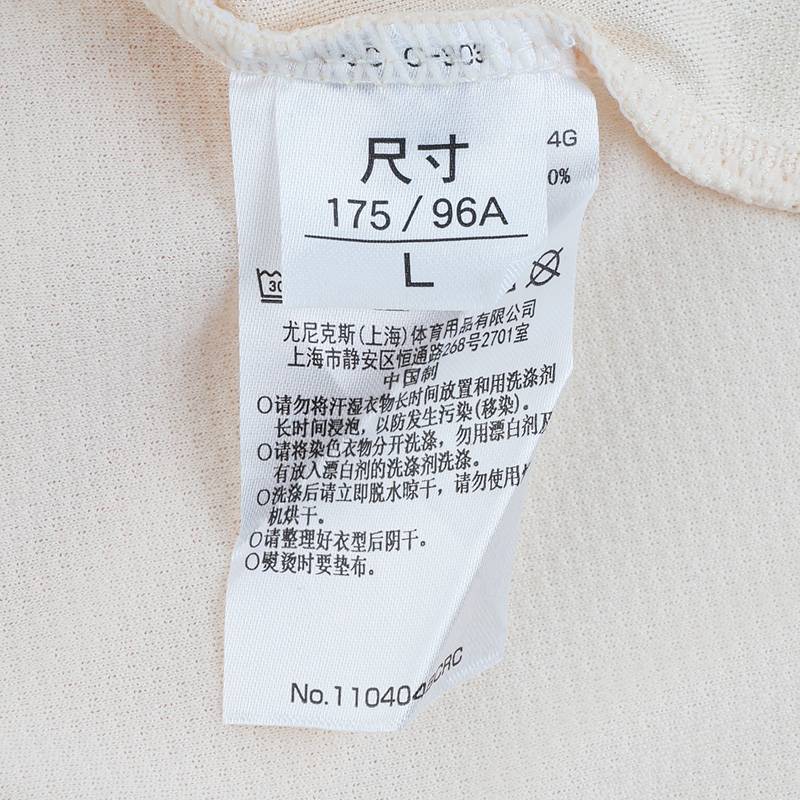 尺寸
4G
0%
175/96A
L
30
尤尼克斯(上海)体育用品有限公司
上海市静安区恒通路268号2701室
中国制
○请勿将汗湿衣物长时间放置和用洗涤剂
长时间浸泡，以防发生污染(移染)。
○请将染色衣物分开洗涤，勿用漂白剂及
有放入漂白剂的洗涤剂洗涤。
○洗涤后请立即脱水晾干，请勿使用
机烘干。
○请整理好衣型后阴干。
○熨烫时要垫布。
No.110404 CRC